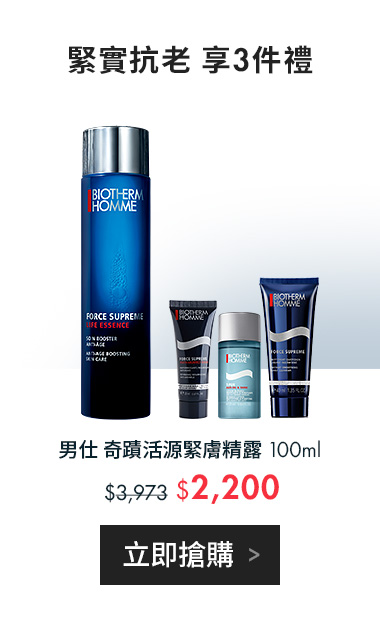 緊實抗老 享3件禮
BIOTHERM
HOMME
FORCE SUPREME
LIFE ESSENCE
SOIN BOOSTER
ANTI-ÂGE
ANTI-AGE BOOSTING
SKIN CARE
BIOTHERM
HOMME
FORCE SUPREME
BIOTHERM
HOMME
BIOTHERM
HOMME
FORCE SUPREME
男仕 奇蹟活源緊膚精露 100ml
$3,973 $2,200
立即搶購 >